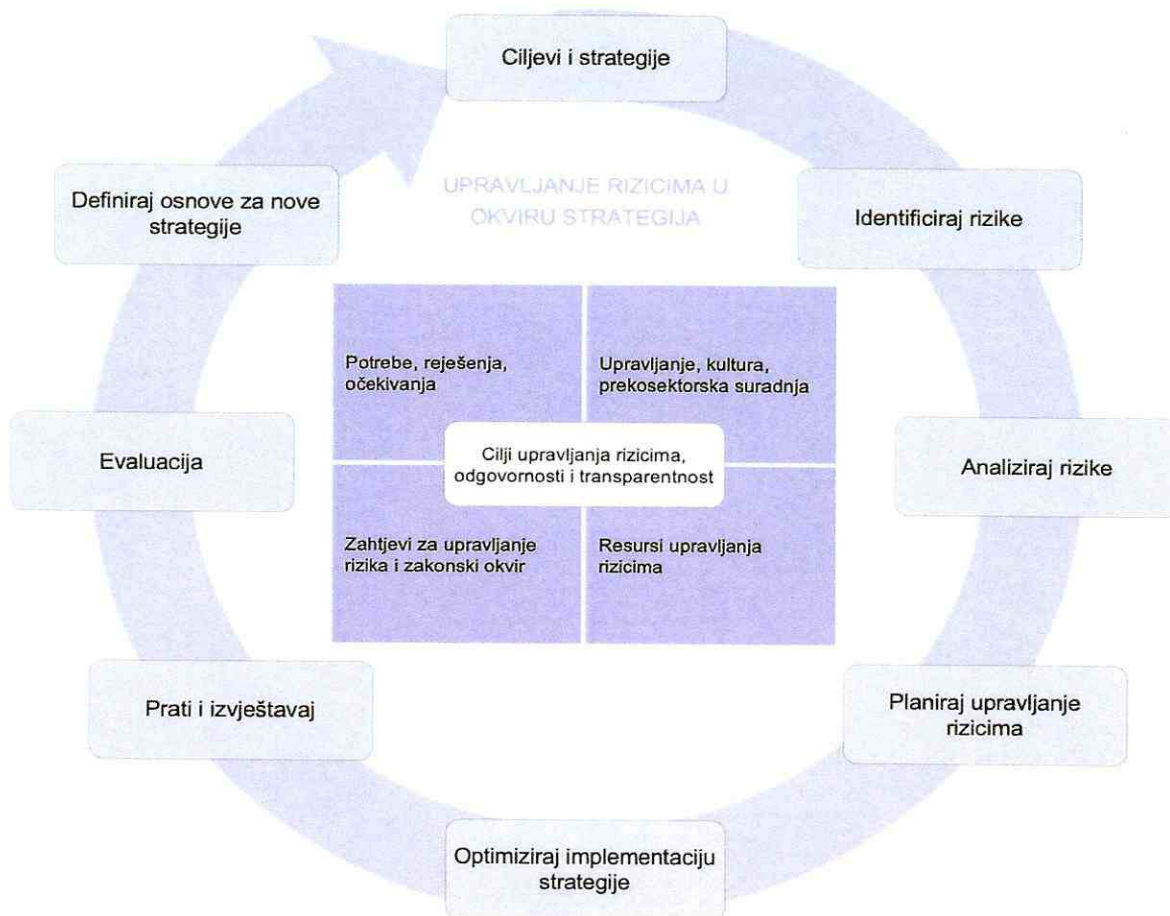 Ciljevi i strategije
UPRAVLJANJE RIZICIMA U
OKVIRU STRATEGIJA
Identificiraj rizike
Analiziraj rizike
Planiraj upravljanje
rizicima
Optimiziraj implementaciju
strategije
Prati i izvještavaj
Evaluacija
Definiraj osnove za nove
strategije
Potrebe, reješenja,
očekivanja
Upravljanje, kultura,
prekosektorska suradnja
Cilji upravljanja rizicima,
odgovornosti i transparentnost
Zahtjevi za upravljanje
rizika i zakonski okvir
Resursi upravljanja
rizicima